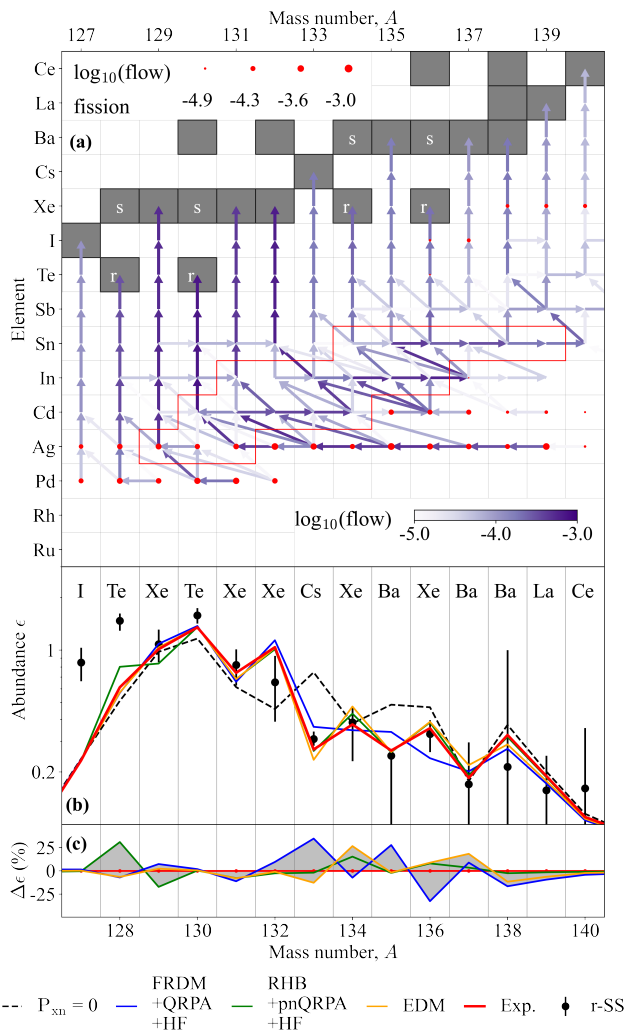 Mass number, A
127 129 131 133 135 137 139
Ce
La
Ba
Cs
Xe
I
Te
Sb
Sn
In
Cd
Ag
Pd
Rh
Ru
Element
log₁₀(flow)
fission -4.9 -4.3 -3.6 -3.0
(a)
s s
s s r r
r r
log₁₀(flow)
-5.0 -4.0 -3.0
I Te Xe Te Xe Xe Cs Xe Ba Xe Ba Ba La Ce
Abundance ϵ
1
0.2
(b)
(c)
Δϵ (%)
25
0
−25
128 130 132 134 136 138 140
Mass number, A
Pxn = 0
FRDM
+QRPA
+HF
RHB
+pnQRPA
+HF
EDM
Exp.
r-SS